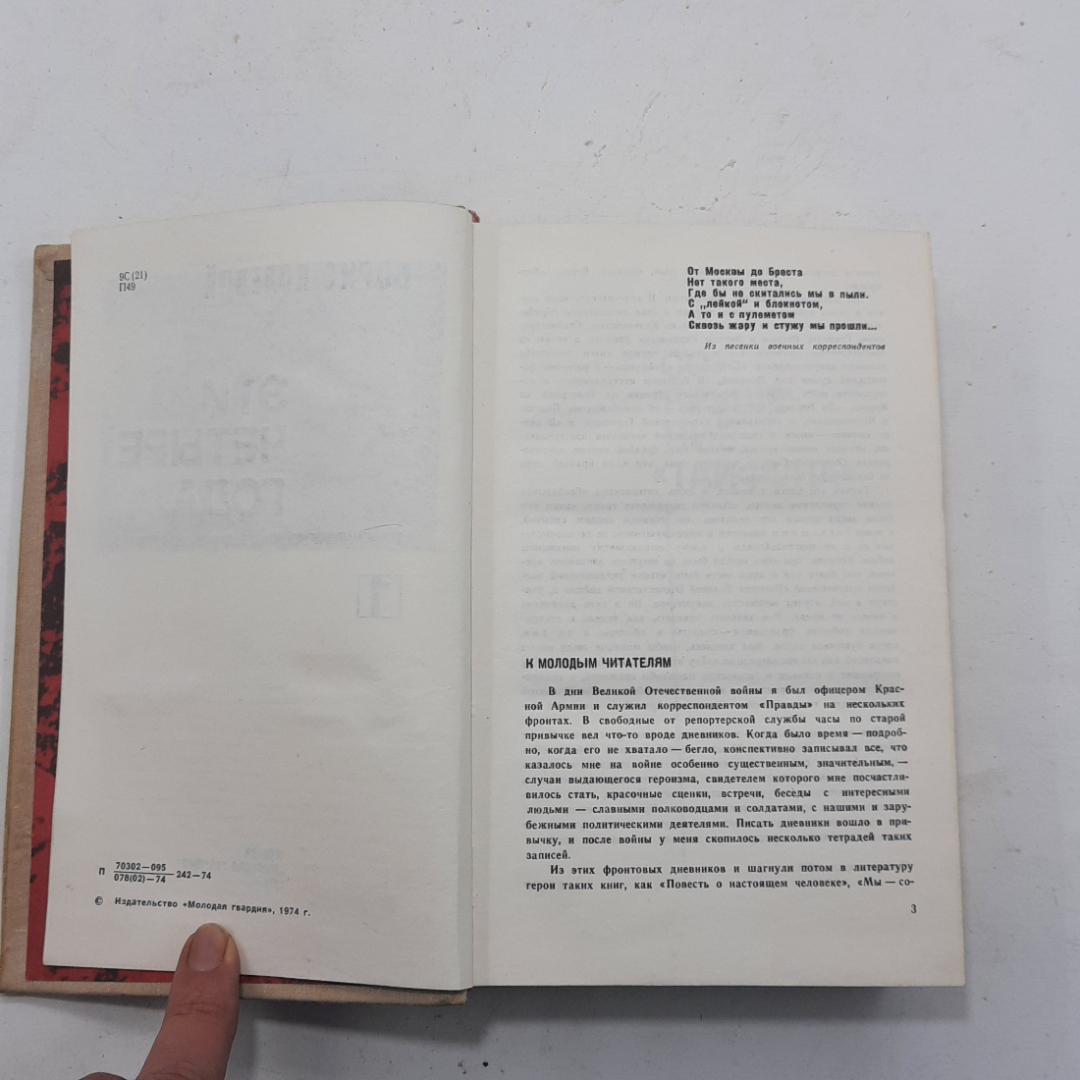 9С(21)
П49
П 70302—095
078(02)—74 242—74
© Издательство «Молодая гвардия», 1974 г.
От Москвы до Бреста
Нет такого места,
Где бы не скитались мы в пыли.
С „лейкой" и блокнотом,
А то и с пулеметом
Сквозь жару и стужу мы прошли...
Из песенки военных корреспондентов
К МОЛОДЫМ ЧИТАТЕЛЯМ
В дни Великой Отечественной войны я был офицером Крас-
ной Армии и служил корреспондентом «Правды» на нескольких
фронтах. В свободные от репортерской службы часы по старой
привычке вел что-то вроде дневников. Когда было время — подроб-
но, когда его не хватало — бегло, конспективно записывал все, что
казалось мне на войне особенно существенным, значительным, —
случаи выдающегося героизма, свидетелем которого мне посчастли-
вилось стать, красочные сценки, встречи, беседы с интересными
людьми — славными полководцами и солдатами, с нашими и зару-
бежными политическими деятелями. Писать дневники вошло в при-
вычку, и после войны у меня скопилось несколько тетрадей таких
записей.
Из этих фронтовых дневников и шагнули потом в литературу
герои таких книг, как «Повесть о настоящем человеке», «Мы — со-
3